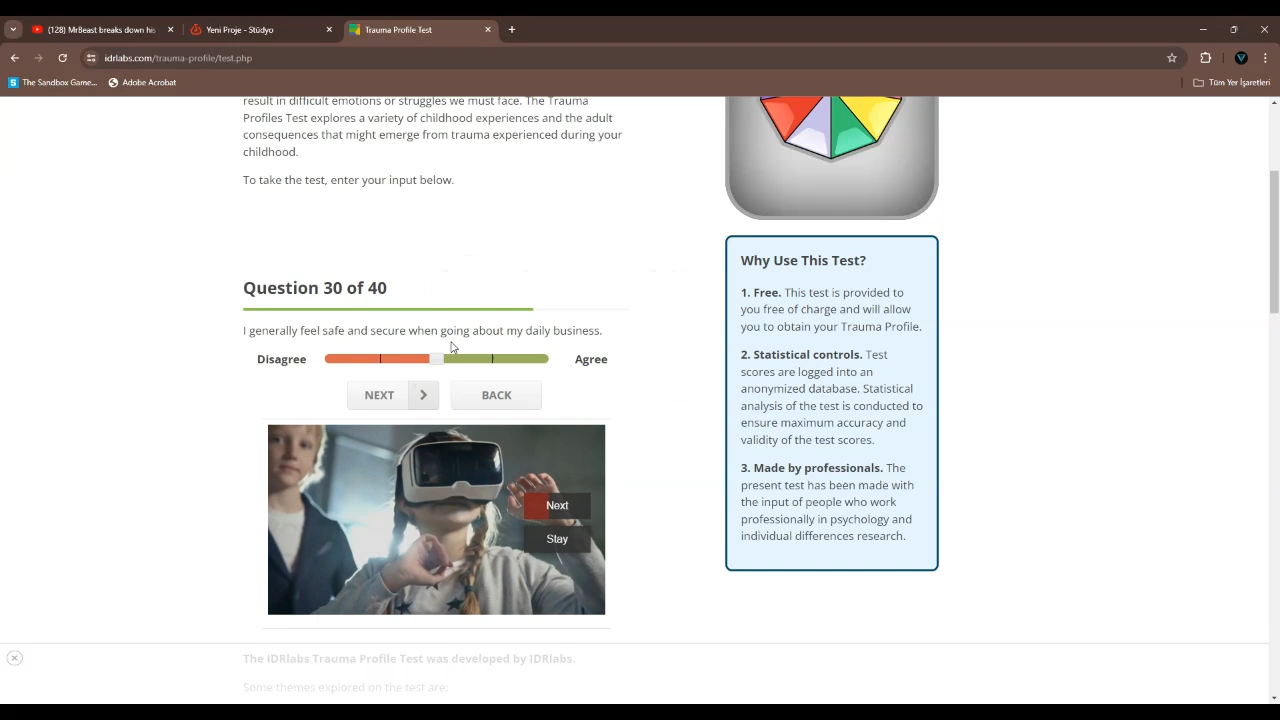 (128) MrBeast breaks down his
Yeni Proje - Stüdyo
Trauma Profile Test
idrlabs.com/trauma-profile/test.php
S The Sandbox Game...
Adobe Acrobat
Tüm Yer İşaretleri
result in difficult emotions or struggles we must face. The Trauma
Profiles Test explores a variety of childhood experiences and the adult
consequences that might emerge from trauma experienced during your
childhood.
To take the test, enter your input below.
Question 30 of 40
I generally feel safe and secure when going about my daily business.
Disagree
Agree
NEXT
BACK
Next
Stay
Why Use This Test?
1. Free. This test is provided to
you free of charge and will allow
you to obtain your Trauma Profile.
2. Statistical controls. Test
scores are logged into an
anonymized database. Statistical
analysis of the test is conducted to
ensure maximum accuracy and
validity of the test scores.
3. Made by professionals. The
present test has been made with
the input of people who work
professionally in psychology and
individual differences research.
The IDRlabs Trauma Profile Test was developed by IDRlabs.
Some themes explored on the test are: